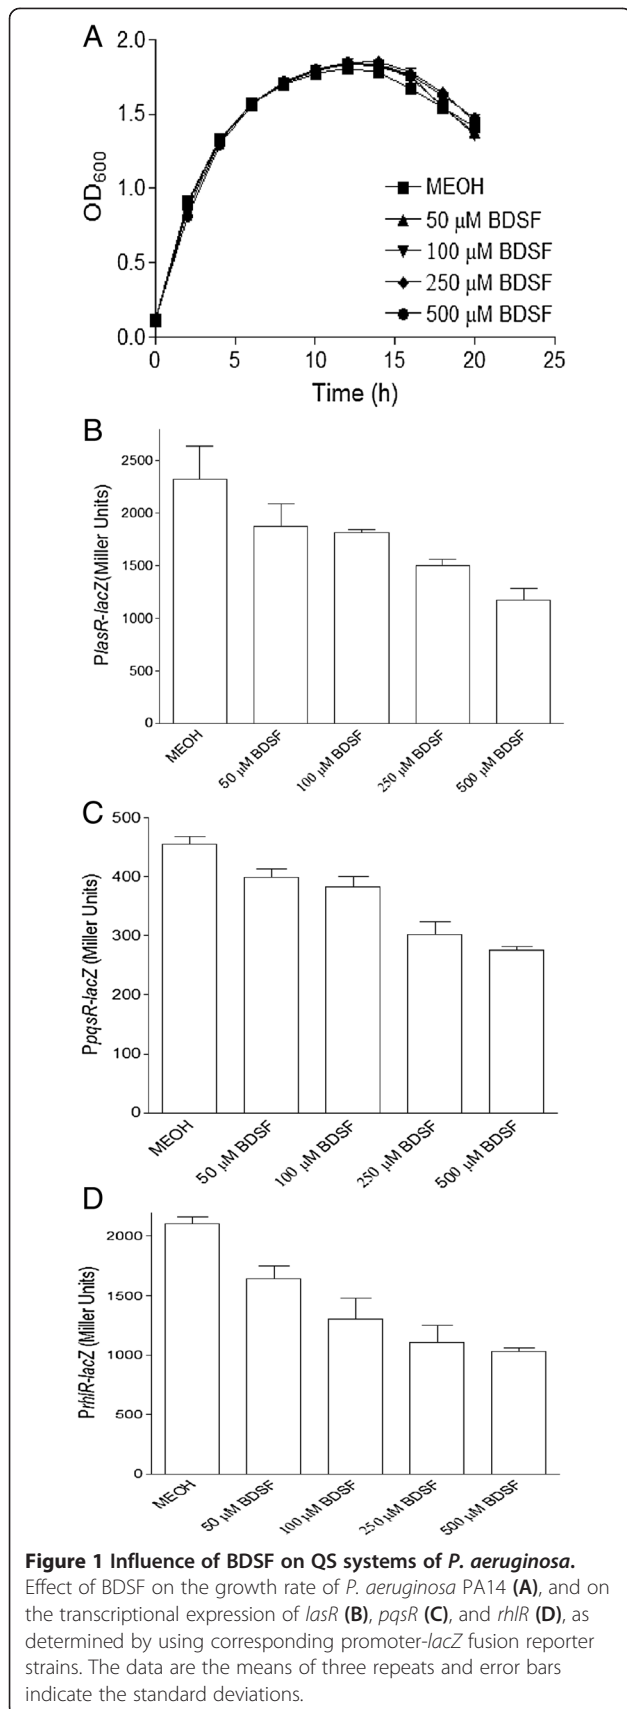 A
2.0
1.5
1.0
0.5
0.0
OD600
MEOH
50 µM BDSF
100 µM BDSF
250 µM BDSF
500 µM BDSF
0 5 10 15 20 25
Time (h)
B
2500
2000
1500
1000
500
0
PlasR-lacZ(Miller Units)
MEOH
50 µM BDSF
100 µM BDSF
250 µM BDSF
500 µM BDSF
C
500
400
300
200
100
0
PpqsR-lacZ (Miller Units)
MEOH
50 µM BDSF
100 µM BDSF
250 µM BDSF
500 µM BDSF
D
2000
1500
1000
500
0
PrhlR-lacZ (Miller Units)
MEOH
50 µM BDSF
100 µM BDSF
250 µM BDSF
500 µM BDSF
Figure 1 Influence of BDSF on QS systems of P. aeruginosa.
Effect of BDSF on the growth rate of P. aeruginosa PA14 (A), and on
the transcriptional expression of lasR (B), pqsR (C), and rhlR (D), as
determined by using corresponding promoter-lacZ fusion reporter
strains. The data are the means of three repeats and error bars
indicate the standard deviations.